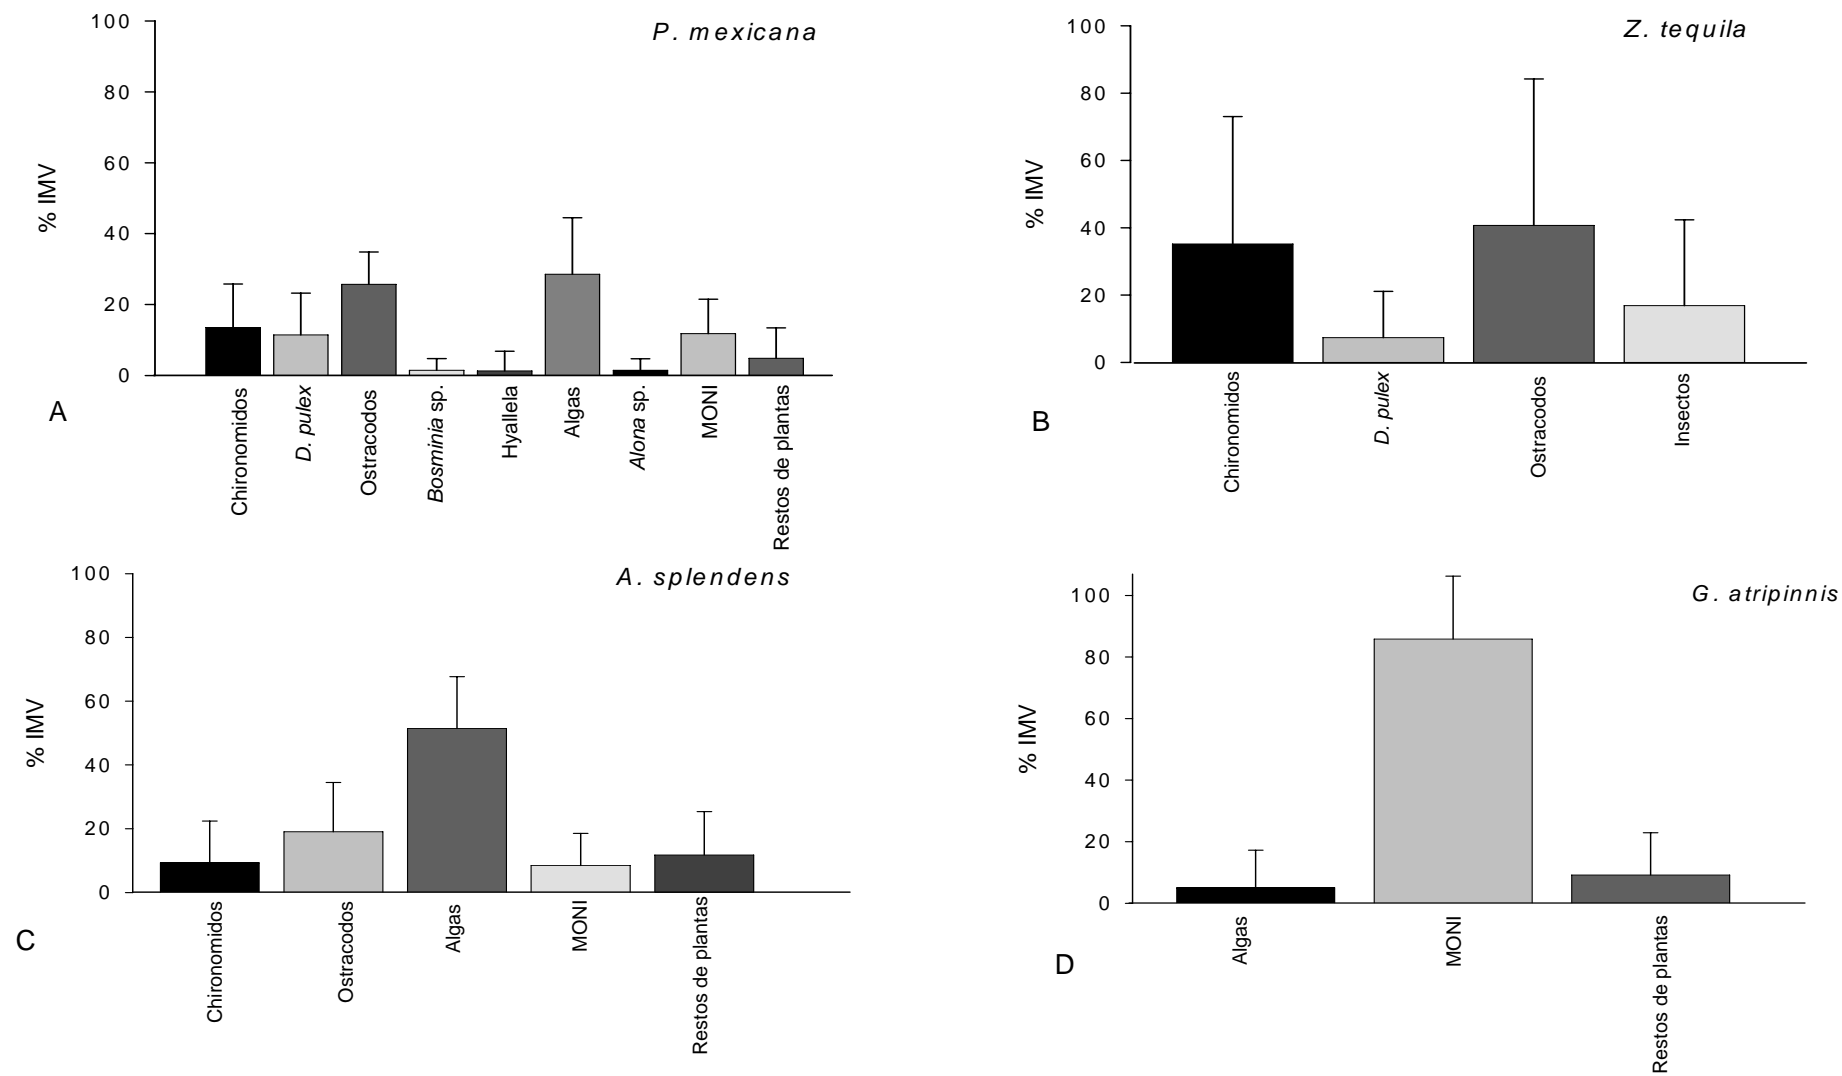 P. mexicana
100
80
60
40
20
0
% IMV
Chironomidos
D. pulex
Ostracodos
Bosminia sp.
Hyallela
Algas
Alona sp.
MONI
Restos de plantas
A
Z. tequila
100
80
60
40
20
0
% IMV
Chironomidos
D. pulex
Ostracodos
Insectos
B
A. splendens
100
80
60
40
20
0
% IMV
Chironomidos
Ostracodos
Algas
MONI
Restos de plantas
C
G. atripinnis
100
80
60
40
20
0
% IMV
Algas
MONI
Restos de plantas
D